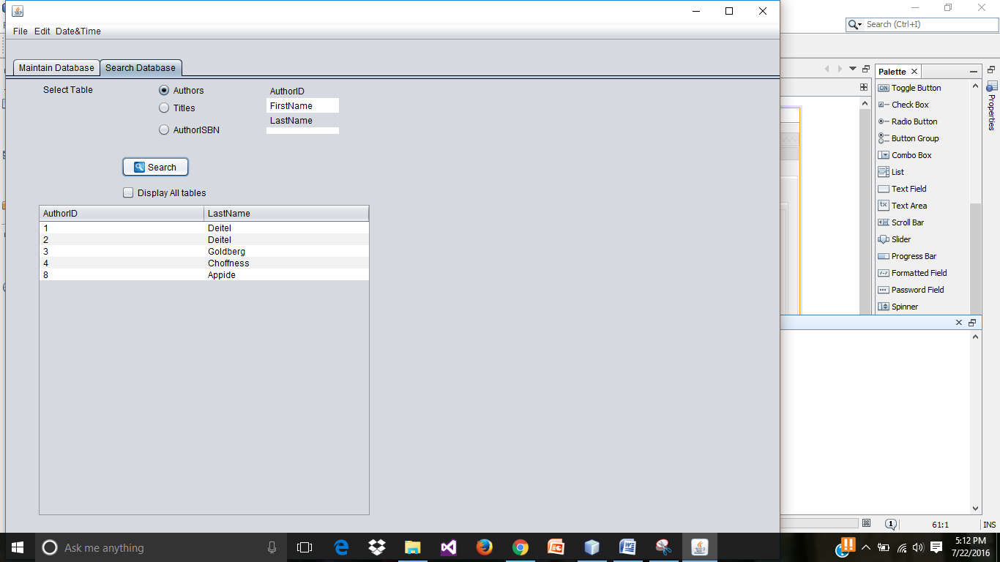 File Edit Date&Time
Search (Ctrl+I)
Maintain Database Search Database
Select Table
Authors
Titles
AuthorISBN
AuthorID
FirstName
LastName
Search
Display All tables
AuthorID LastName
1 Deitel
2 Deitel
3 Goldberg
4 Choffness
8 Appide
Palette
ON Toggle Button
Check Box
Radio Button
Button Group
Combo Box
List
Text Field
tx Text Area
Scroll Bar
Slider
Progress Bar
Formatted Field
Password Field
Spinner
Properties
1 61:1 INS
Ask me anything
5:12 PM
7/22/2016